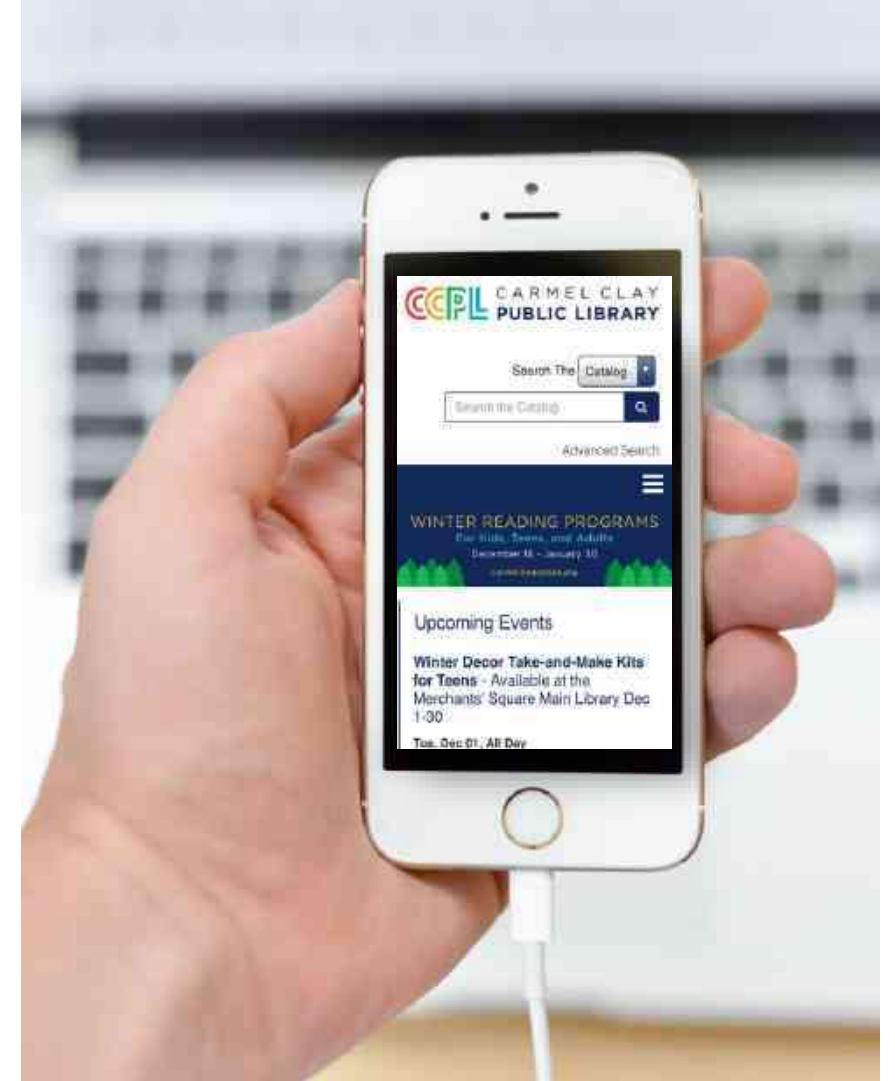 CCPL CARMEL CLAY
PUBLIC LIBRARY
Search The Catalog
Search the Catalog
Advanced Search
WINTER READING PROGRAMS
For Kids, Teens, and Adults
Upcoming Events
Winter Decor Take-and-Make Kits
for Teens - Available at the
Merchants' Square Main Library Dec
1-30
Tue, Dec 01, All Day